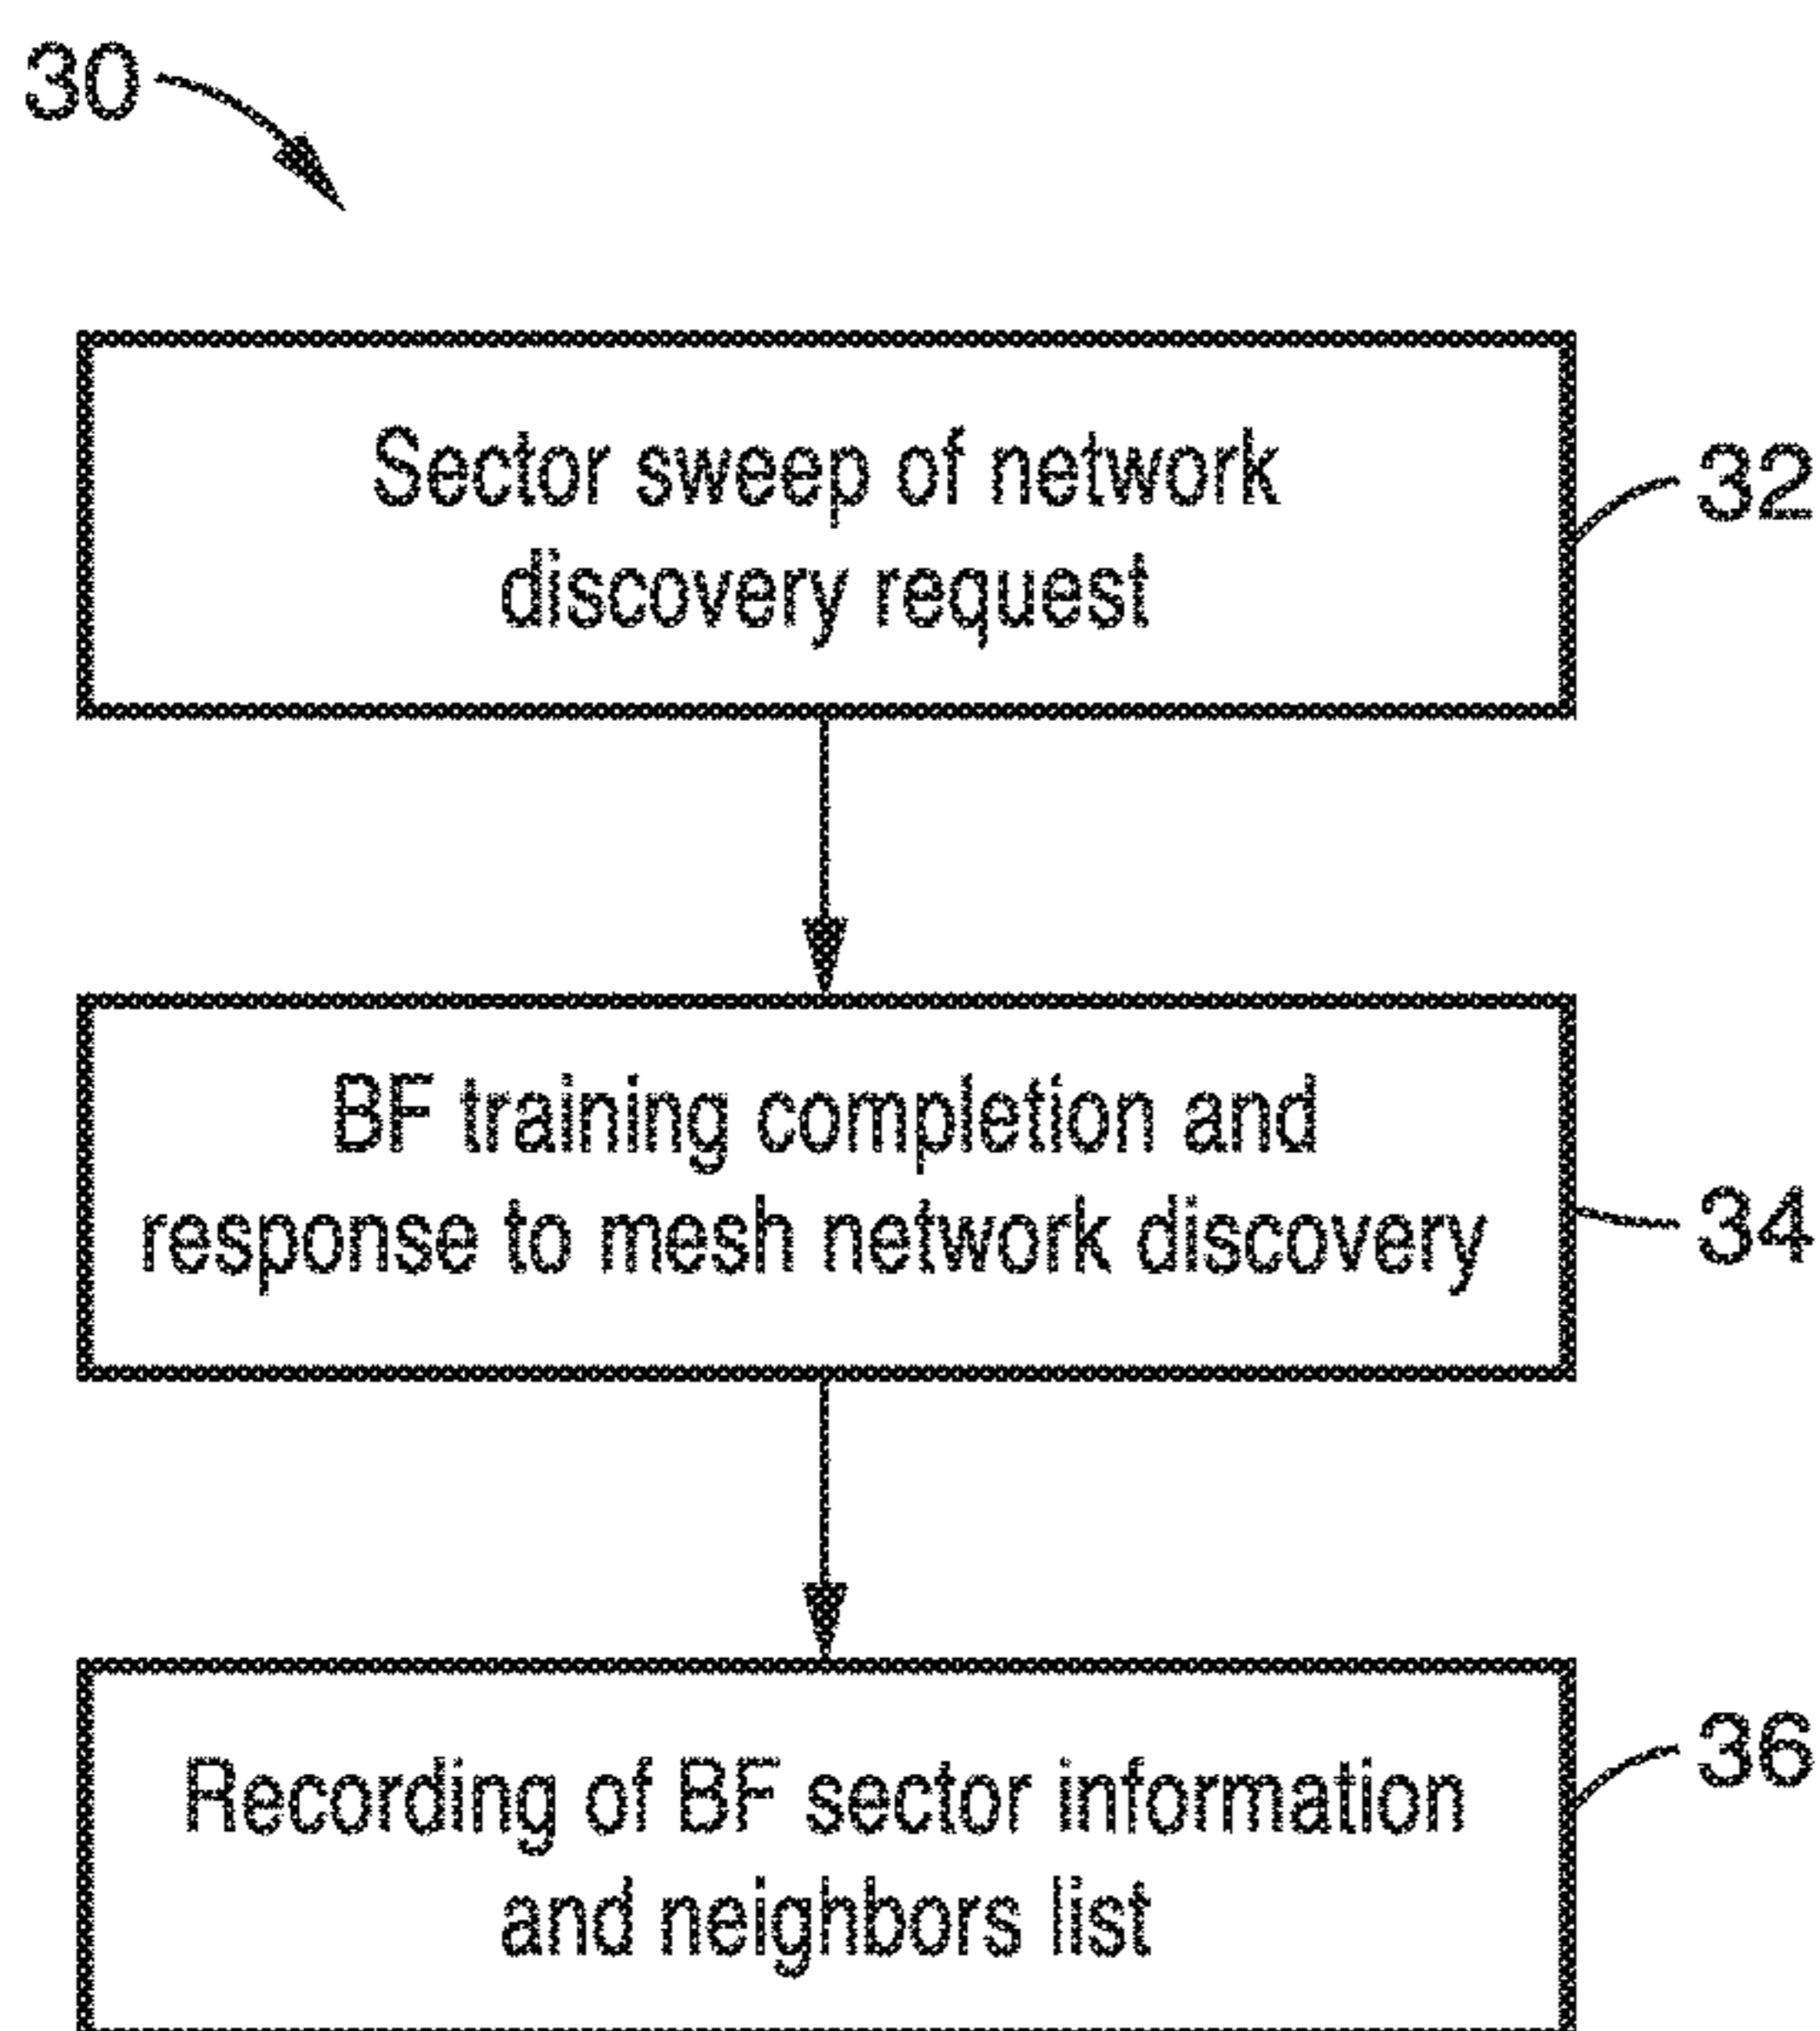 30
Sector sweep of network
discovery request
32
BF training completion and
response to mesh network discovery
34
Recording of BF sector information
and neighbors list
36